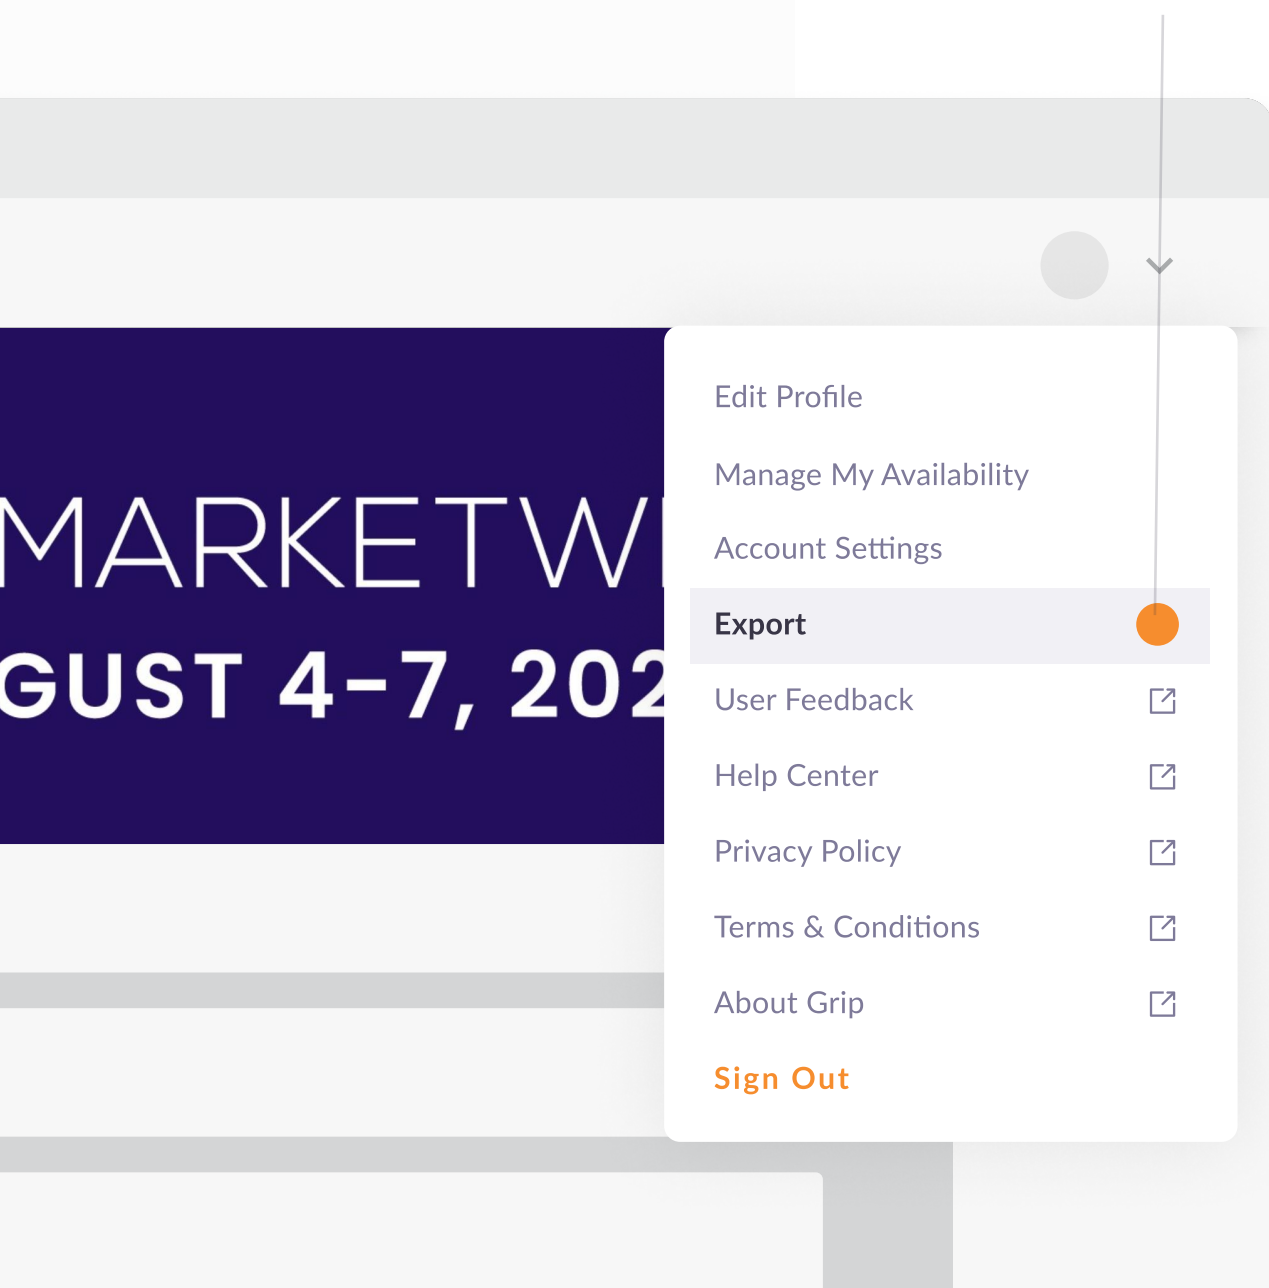 MARKETW
GUST 4-7, 202
Edit Profile
Manage My Availability
Account Settings
Export
User Feedback
Help Center
Privacy Policy
Terms & Conditions
About Grip
Sign Out